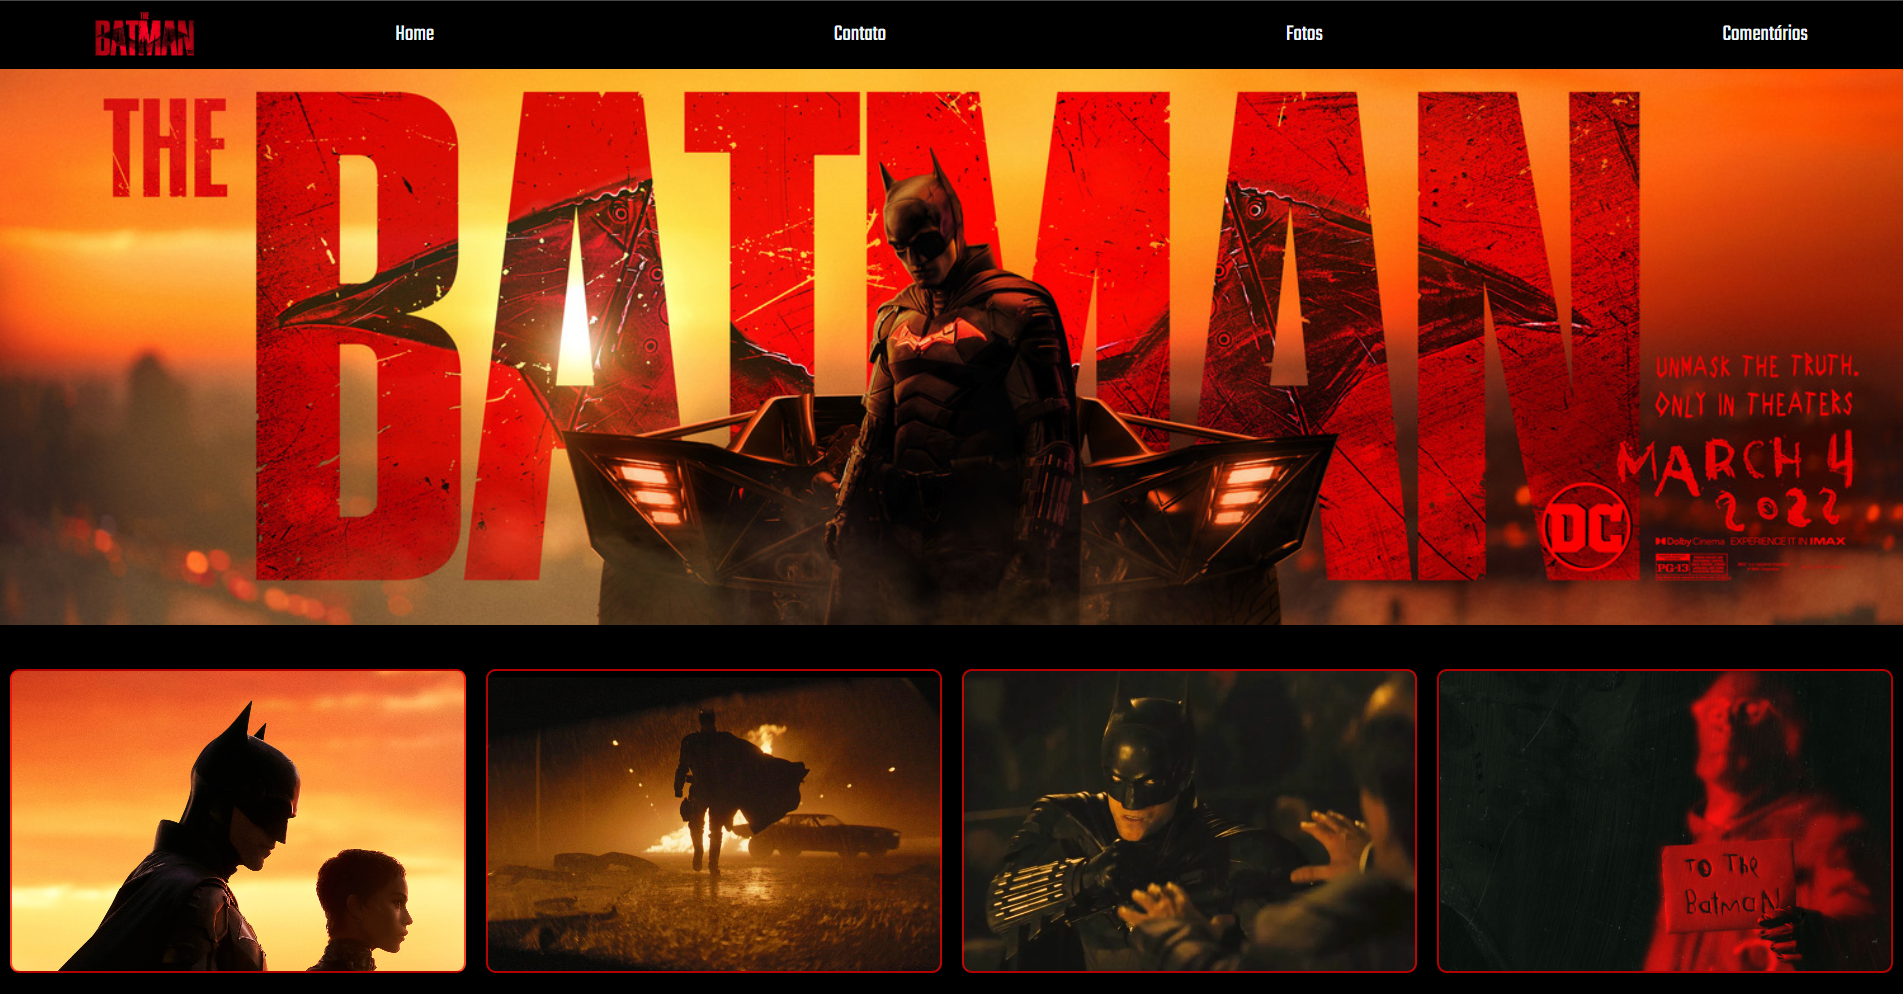 THE
BATMAN
Home
Contato
Fotos
Comentários
THE
BATMAN
UNMASK THE TRUTH.
ONLY IN THEATERS
MARCH 4
2022
DC
Dolby Cinema EXPERIENCE IT IN IMAX
PG-13
TO The
BatmaN!